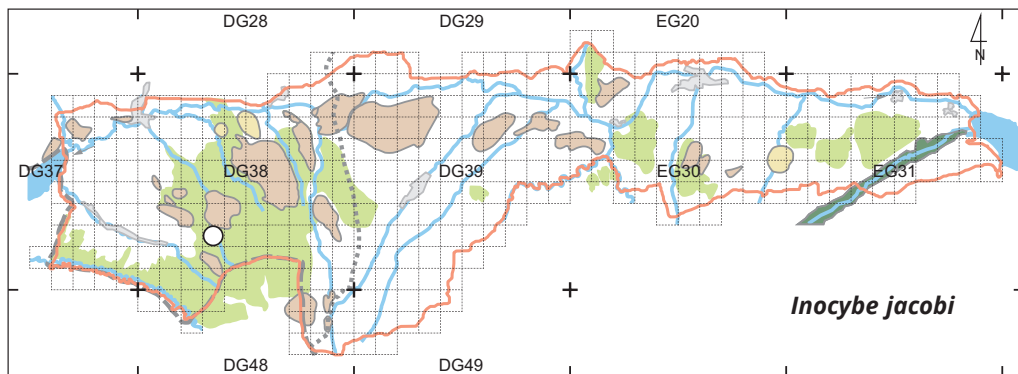 DG28 DG29 EG20
N
DG37 DG38 DG39 EG30 EG31
Inocybe jacobi
DG48 DG49